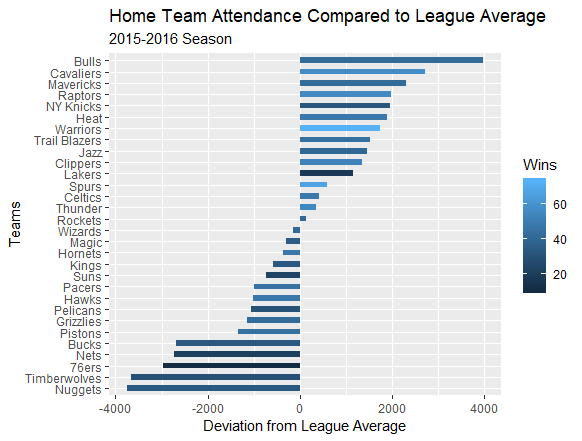 Home Team Attendance Compared to League Average
2015-2016 Season
Teams
Bulls
Cavaliers
Mavericks
Raptors
NY Knicks
Heat
Warriors
Trail Blazers
Jazz
Clippers
Lakers
Spurs
Celtics
Thunder
Rockets
Wizards
Magic
Hornets
Kings
Suns
Pacers
Hawks
Pelicans
Grizzlies
Pistons
Bucks
Nets
76ers
Timberwolves
Nuggets
-4000 -2000 0 2000 4000
Deviation from League Average
Wins
60
40
20